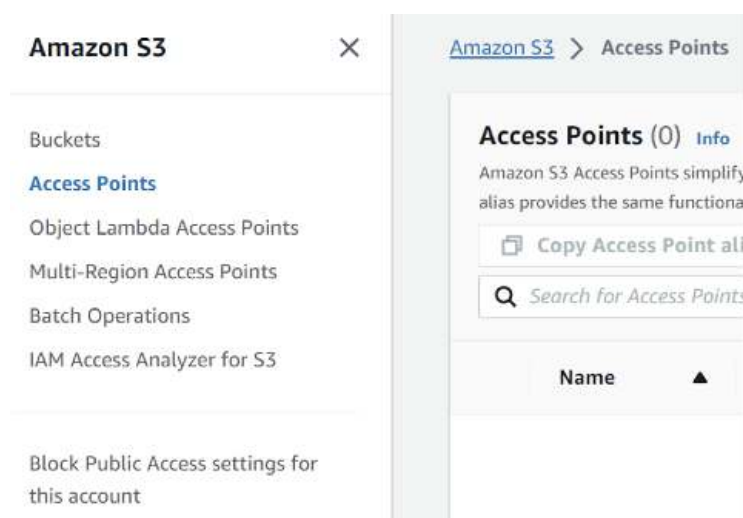 Amazon S3
Buckets
Access Points
Object Lambda Access Points
Multi-Region Access Points
Batch Operations
IAM Access Analyzer for S3
Block Public Access settings for
this account
Amazon S3 > Access Points
Access Points (0) Info
Amazon S3 Access Points simplify
alias provides the same
Copy Access Point
Search for Access Points
Name